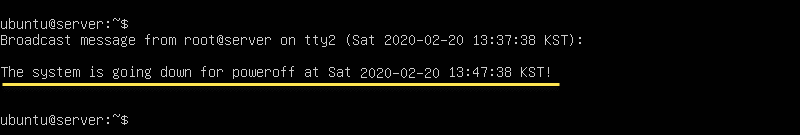 ubuntu@server:~$
Broadcast message from root@server on tty2 (Sat 2020-02-20 13:37:38 KST):
The system is going down for poweroff at Sat 2020-02-20 13:47:38 KST!
ubuntu@server:~$